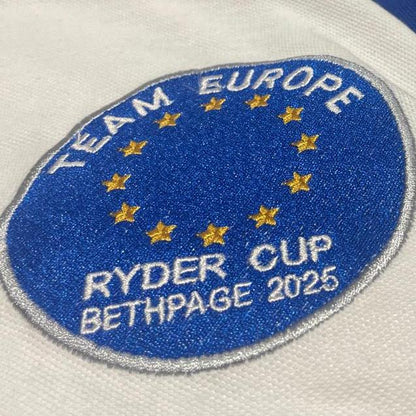 TEAM EUROPE
RYDER CUP
BETHPAGE 2025